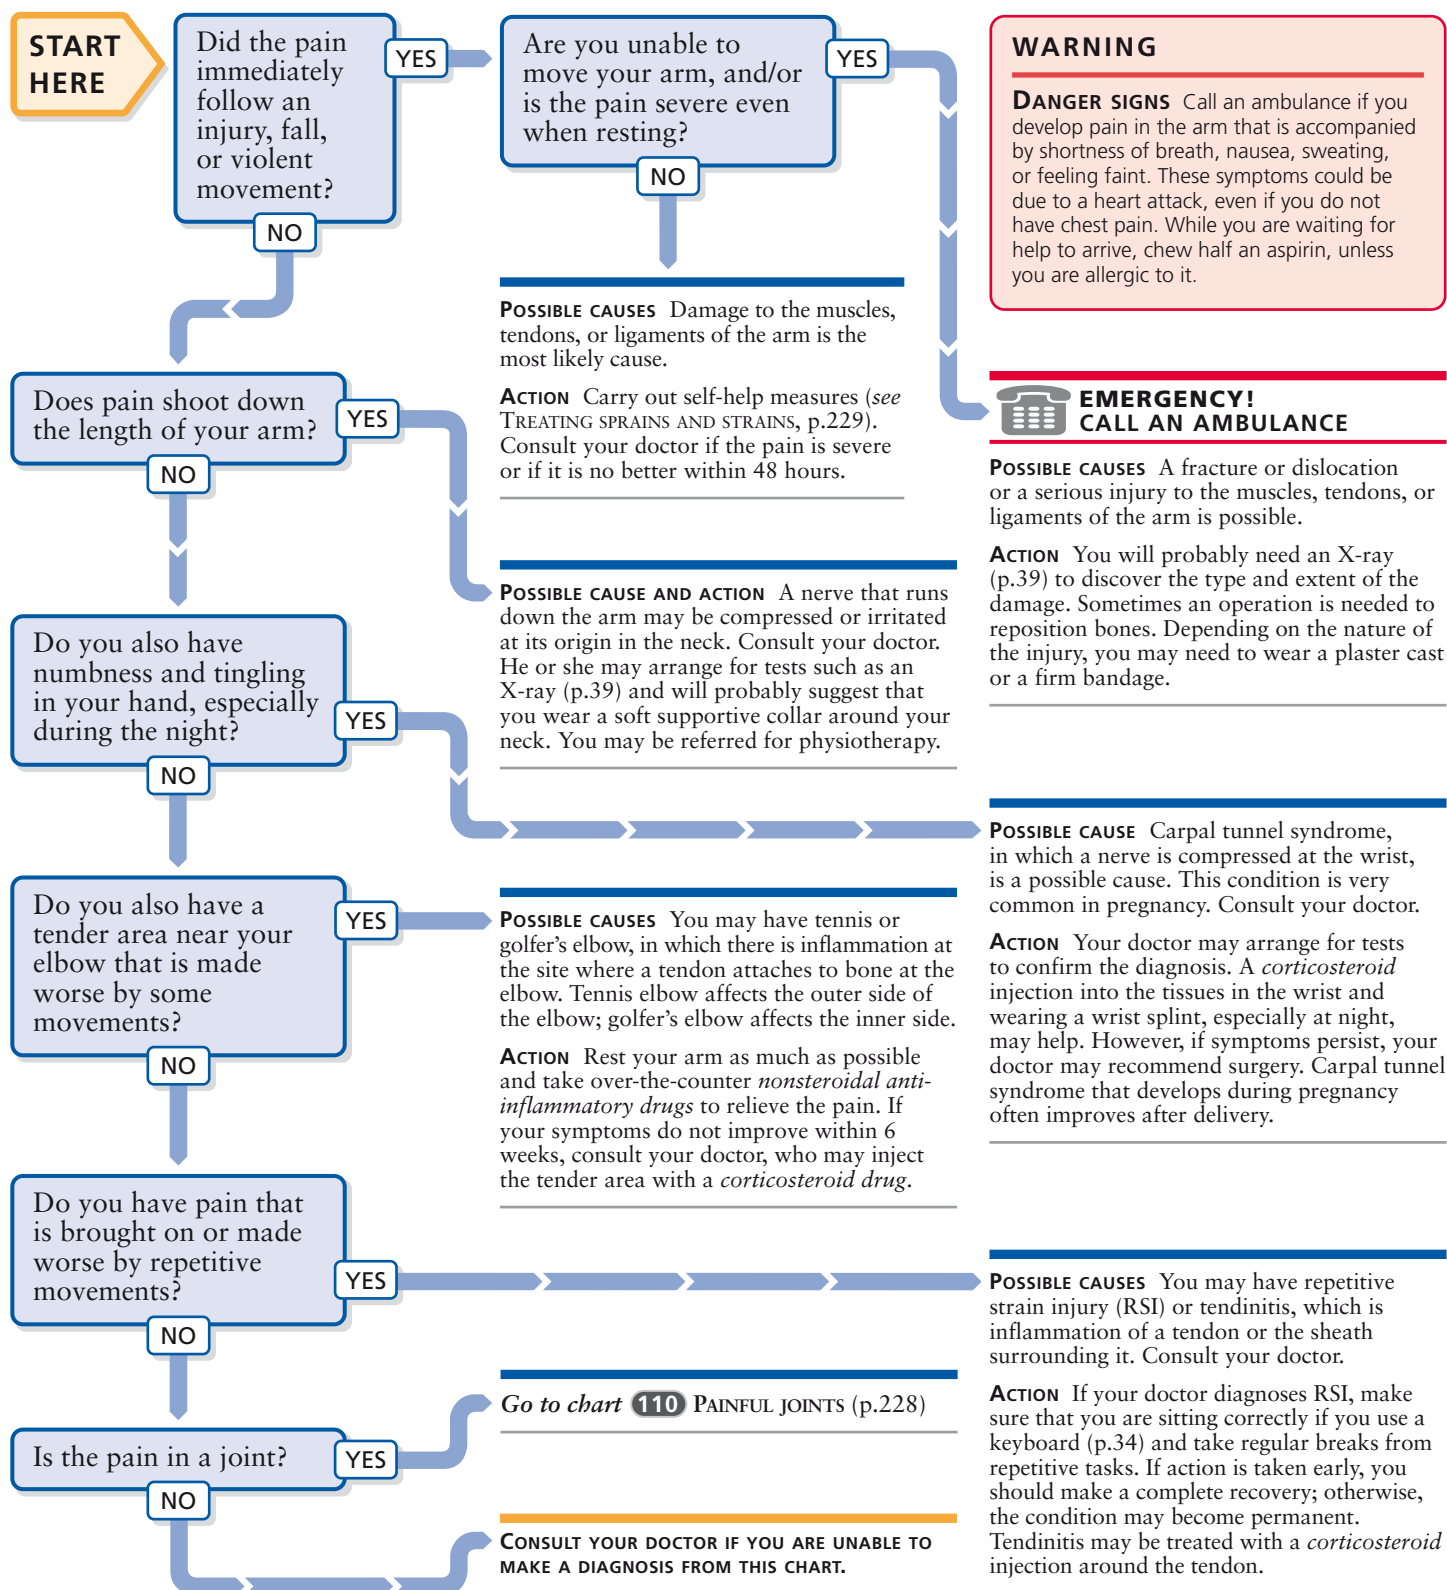 START
HERE
Did the pain
immediately
follow an
injury, fall,
or violent
movement?
YES
NO
Are you unable to
move your arm, and/or
is the pain severe even
when resting?
YES
NO
WARNING
DANGER SIGNS Call an ambulance if you
develop pain in the arm that is accompanied
by shortness of breath, nausea, sweating,
or feeling faint. These symptoms could be
due to a heart attack, even if you do not
have chest pain. While you are waiting for
help to arrive, chew half an aspirin, unless
you are allergic to it.
POSSIBLE CAUSES Damage to the muscles,
tendons, or ligaments of the arm is the
most likely cause.
ACTION Carry out self-help measures (see
TREATING SPRAINS AND STRAINS, p.229).
Consult your doctor if the pain is severe
or if it is no better within 48 hours.
EMERGENCY!
CALL AN AMBULANCE
POSSIBLE CAUSES A fracture or dislocation
or a serious injury to the muscles, tendons, or
ligaments of the arm is possible.
ACTION You will probably need an X-ray
(p.39) to discover the type and extent of the
damage. Sometimes an operation is needed to
reposition bones. Depending on the nature of
the injury, you may need to wear a plaster cast
or a firm bandage.
Does pain shoot down
the length of your arm?
YES
NO
POSSIBLE CAUSE AND ACTION A nerve that runs
down the arm may be compressed or irritated
at its origin in the neck. Consult your doctor.
He or she may arrange for tests such as an
X-ray (p.39) and will probably suggest that
you wear a soft supportive collar around your
neck. You may be referred for physiotherapy.
Do you also have
numbness and tingling
in your hand, especially
during the night?
YES
NO
POSSIBLE CAUSE Carpal tunnel syndrome,
in which a nerve is compressed at the wrist,
is a possible cause. This condition is very
common in pregnancy. Consult your doctor.
ACTION Your doctor may arrange for tests
to confirm the diagnosis. A corticosteroid
injection into the tissues in the wrist and
wearing a wrist splint, especially at night,
may help. However, if symptoms persist, your
doctor may recommend surgery. Carpal tunnel
syndrome that develops during pregnancy
often improves after delivery.
Do you also have a
tender area near your
elbow that is made
worse by some
movements?
YES
NO
POSSIBLE CAUSES You may have tennis or
golfer's elbow, in which there is inflammation at
the site where a tendon attaches to bone at the
elbow. Tennis elbow affects the outer side of
the elbow; golfer's elbow affects the inner side.
ACTION Rest your arm as much as possible
and take over-the-counter nonsteroidal anti-
inflammatory drugs to relieve the pain. If
your symptoms do not improve within 6
weeks, consult your doctor, who may inject
the tender area with a corticosteroid drug.
Do you have pain that
is brought on or made
worse by repetitive
movements?
YES
NO
POSSIBLE CAUSES You may have repetitive
strain injury (RSI) or tendinitis, which is
inflammation of a tendon or the sheath
surrounding it. Consult your doctor.
ACTION If your doctor diagnoses RSI, make
sure that you are sitting correctly if you use a
keyboard (p.34) and take regular breaks from
repetitive tasks. If action is taken early, you
should make a complete recovery; otherwise,
the condition may become permanent.
Tendinitis may be treated with a corticosteroid
injection around the tendon.
Is the pain in a joint?
YES
NO
Go to chart 110 PAINFUL JOINTS (p.228)
CONSULT YOUR DOCTOR IF YOU ARE UNABLE TO
MAKE A DIAGNOSIS FROM THIS CHART.